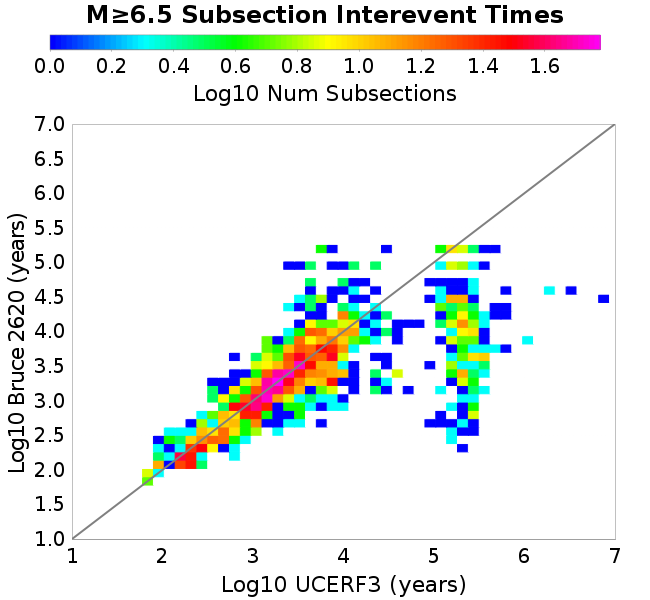 M≥6.5 Subsection Interevent Times
0.0 0.2 0.4 0.6 0.8 1.0 1.2 1.4 1.6
Log10 Num Subsections
Log10 Bruce 2620 (years)
7.0
6.5
6.0
5.5
5.0
4.5
4.0
3.5
3.0
2.5
2.0
1.5
1.0
1 2 3 4 5 6 7
Log10 UCERF3 (years)